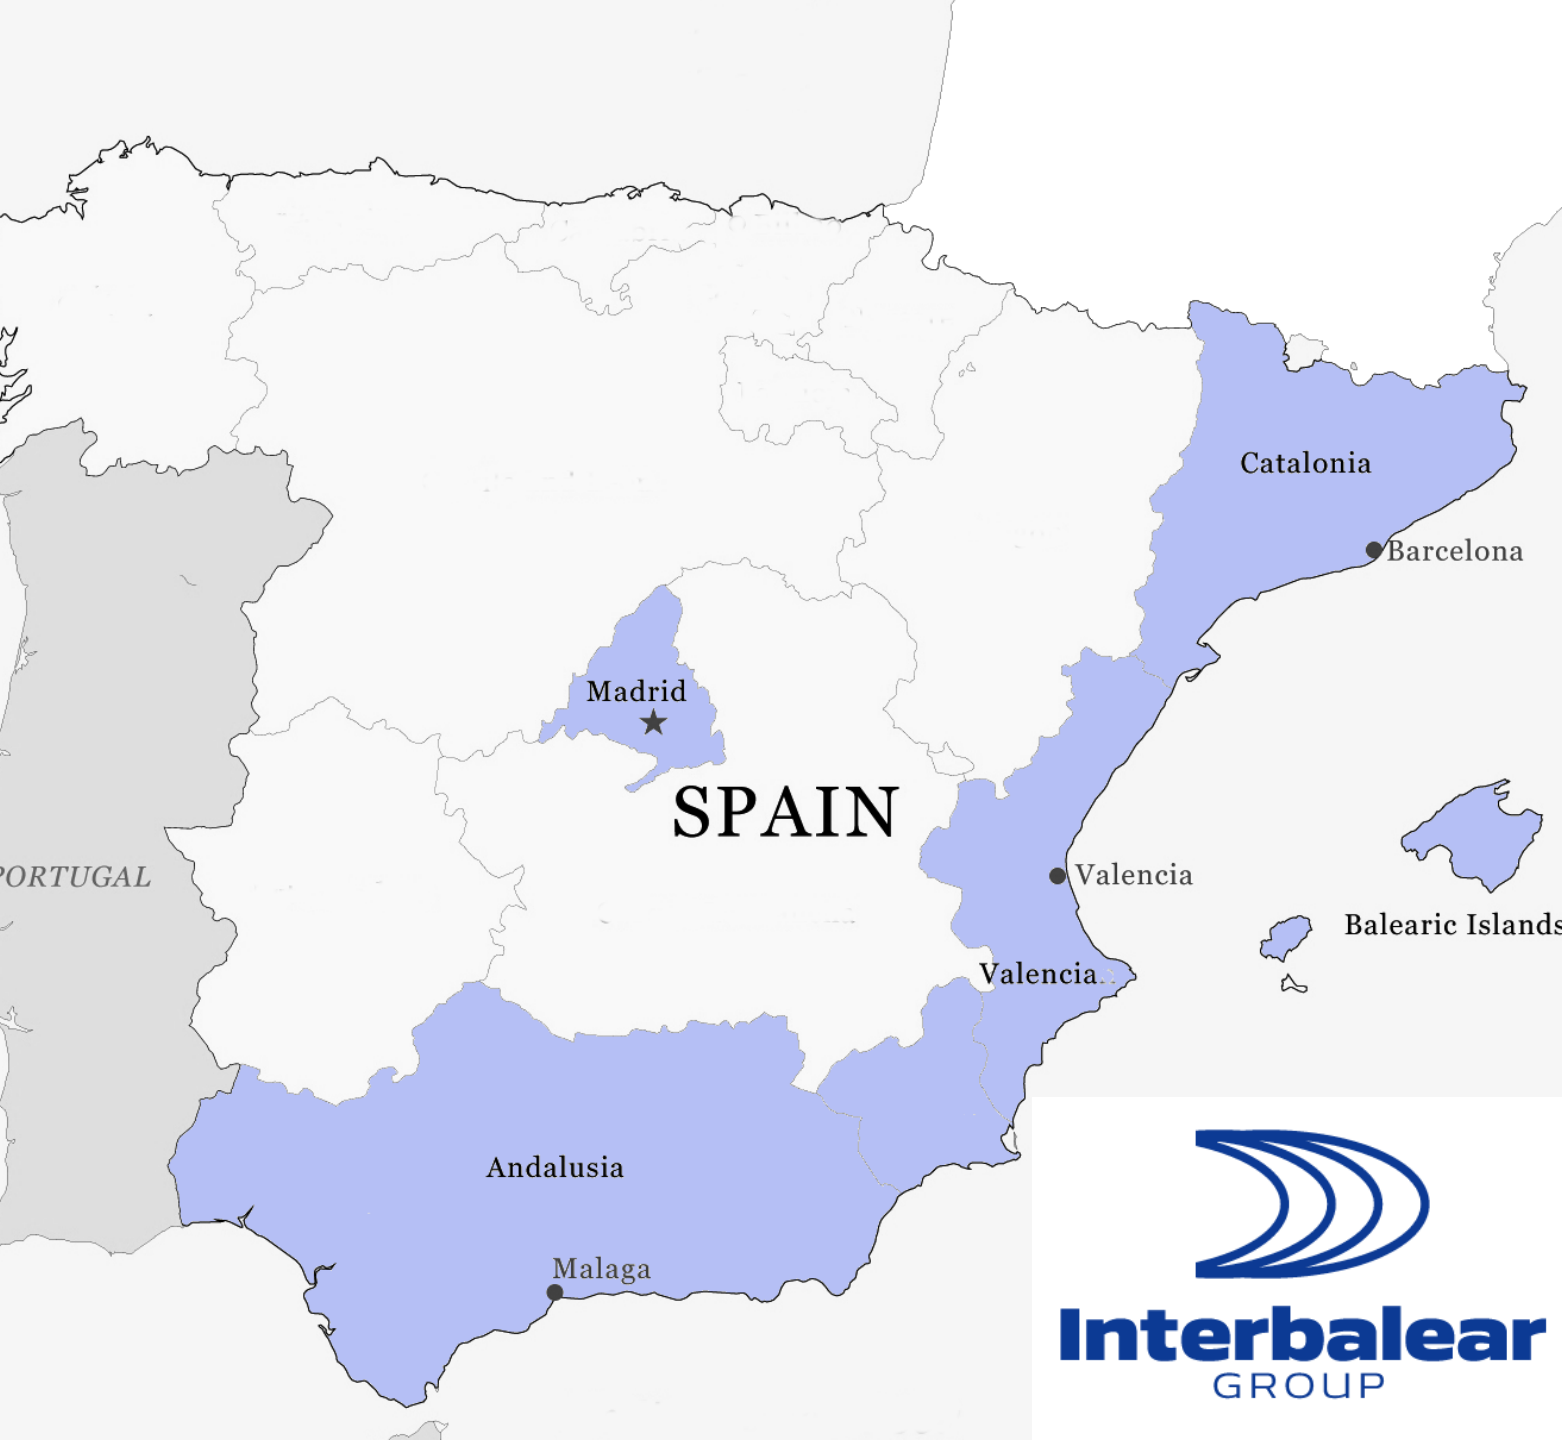 Catalonia
Barcelona
Madrid
SPAIN
PORTUGAL
Valencia
Balearic Islands
Valencia
Andalusia
Malaga
Interbalear
GROUP